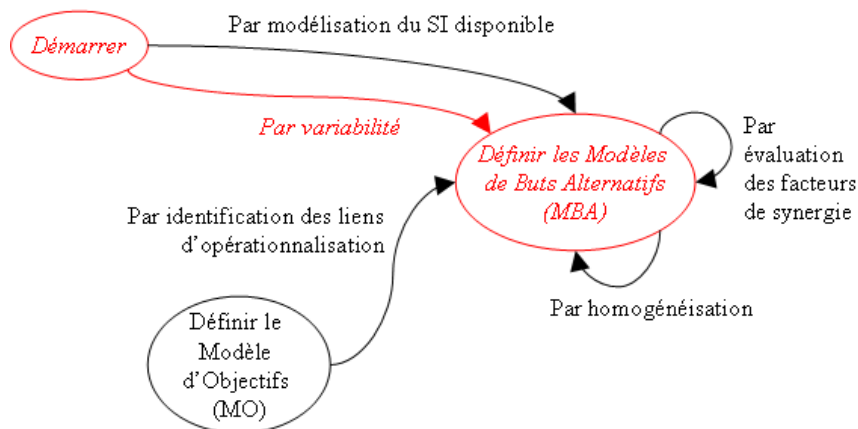 Par modélisation du SI disponible
Démarrer
Par variabilité
Définir les Modèles
de Buts Alternatifs
(MBA)
Par
évaluation
des facteurs
de synergie
Par identification des liens
d'opérationnalisation
Par homogénéisation
Définir le
Modèle
d'Objectifs
(MO)